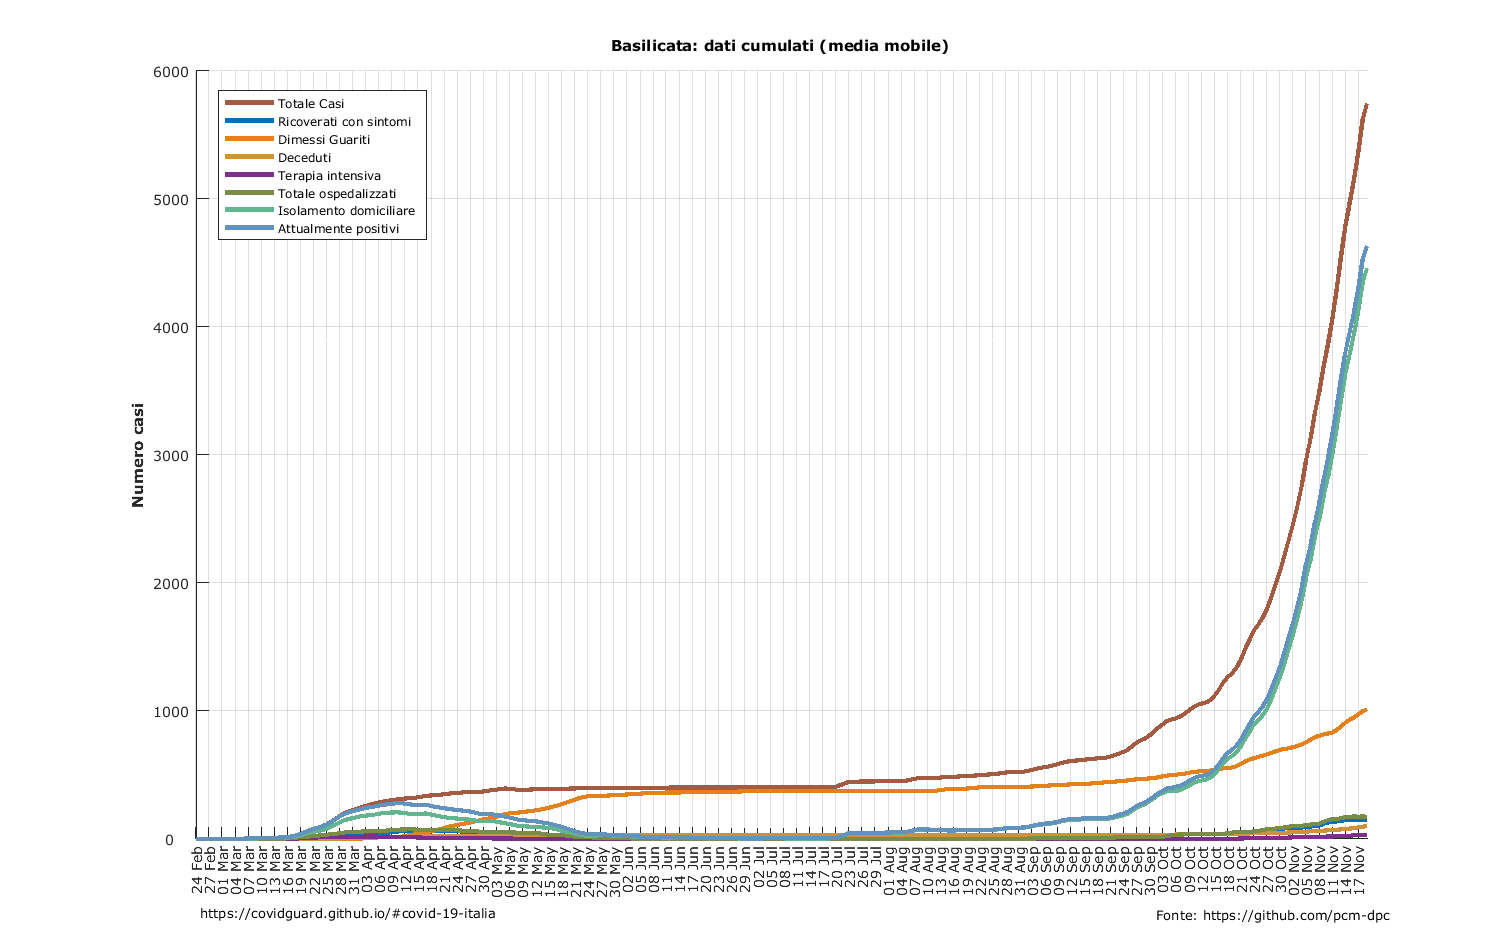 Basilicata: dati cumulati (media mobile)
6000
5000
4000
3000
2000
1000
0
Numero casi
Totale Casi
Ricoverati con sintomi
Dimessi Guariti
Deceduti
Terapia intensiva
Totale ospedalizzati
Isolamento domiciliare
Attualmente positivi
24 Feb
27 Feb
01 Mar
04 Mar
07 Mar
10 Mar
13 Mar
16 Mar
19 Mar
22 Mar
25 Mar
28 Mar
31 Mar
03 Apr
06 Apr
09 Apr
12 Apr
15 Apr
18 Apr
21 Apr
24 Apr
27 Apr
30 Apr
03 May
06 May
09 May
12 May
15 May
18 May
21 May
24 May
27 May
30 May
02 Jun
05 Jun
08 Jun
11 Jun
14 Jun
17 Jun
20 Jun
23 Jun
26 Jun
29 Jun
02 Jul
05 Jul
08 Jul
11 Jul
14 Jul
17 Jul
20 Jul
23 Jul
26 Jul
29 Jul
01 Aug
04 Aug
07 Aug
10 Aug
13 Aug
16 Aug
19 Aug
22 Aug
25 Aug
28 Aug
31 Aug
03 Sep
06 Sep
09 Sep
12 Sep
15 Sep
18 Sep
21 Sep
24 Sep
27 Sep
30 Sep
03 Oct
06 Oct
09 Oct
12 Oct
15 Oct
18 Oct
21 Oct
24 Oct
27 Oct
30 Oct
02 Nov
05 Nov
08 Nov
11 Nov
14 Nov
17 Nov
https://covidguard.github.io/#covid-19-italia
Fonte: https://github.com/pcm-dpc